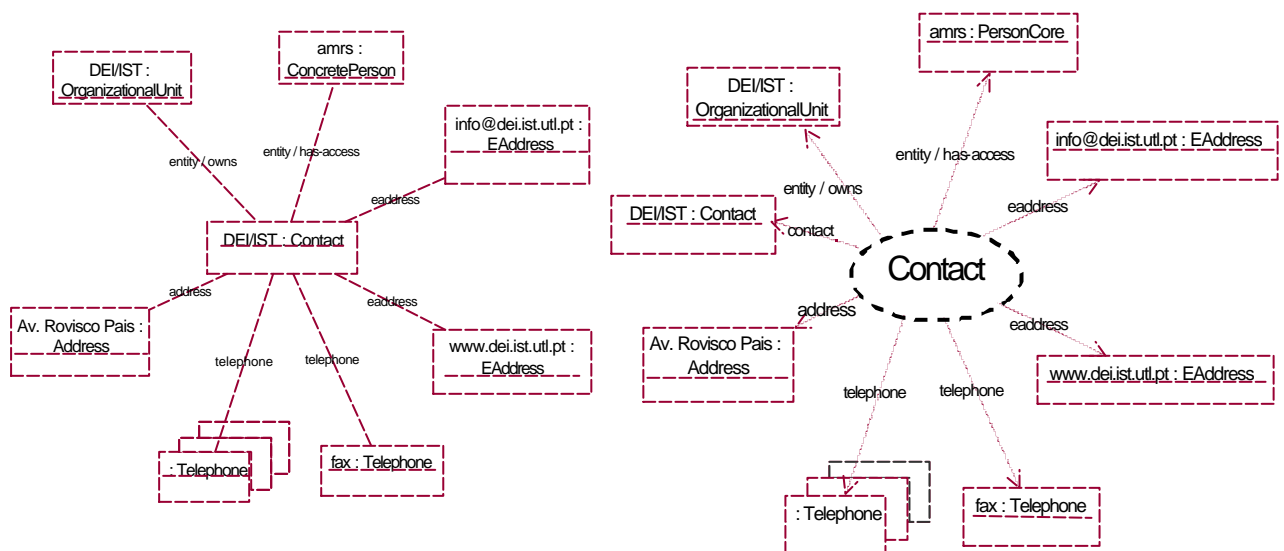 amrs :
ConcretePerson
DEI/IST :
OrganizationalUnit
info@dei.ist.utl.pt :
EAddress
entity / owns
entity / has-access
eaddress
DEI/IST : Contact
address
eaddress
Av. Rovisco Pais :
Address
www.dei.ist.utl.pt :
EAddress
telephone
telephone
: Telephone
fax : Telephone
amrs : PersonCore
DEI/IST :
OrganizationalUnit
info@dei.ist.utl.pt : EAddress
entity / has-access
entity / owns
eaddress
DEI/IST : Contact
contact
Contact
address
eaddress
Av. Rovisco Pais :
Address
www.dei.ist.utl.pt : EAddress
telephone
telephone
: Telephone
fax : Telephone